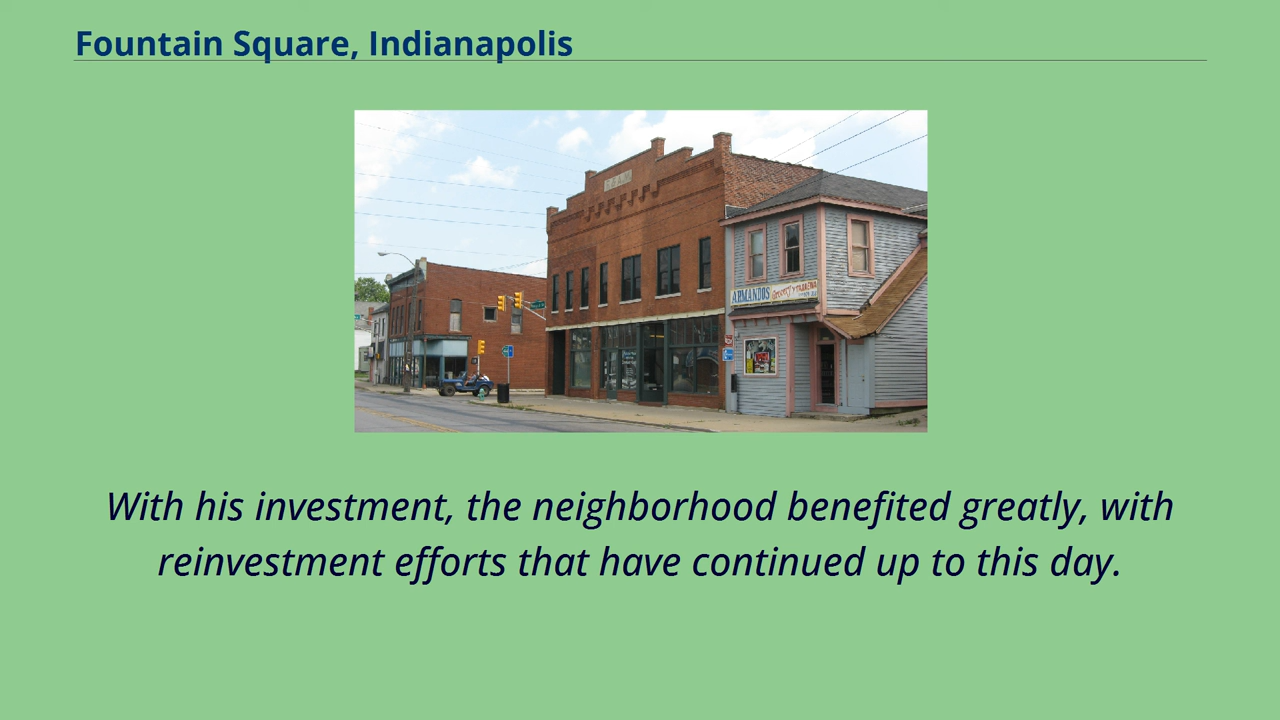 Fountain Square, Indianapolis
ARMANDOS
With his investment, the neighborhood benefited greatly, with
reinvestment efforts that have continued up to this day.